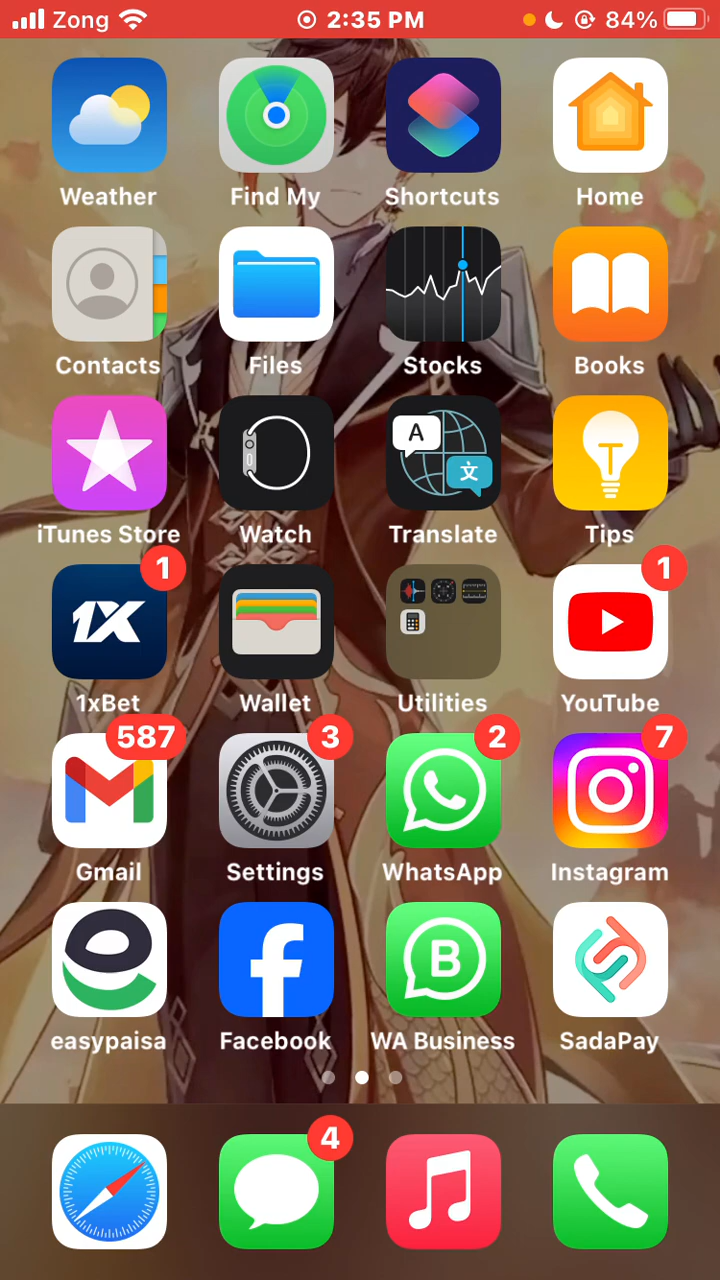 Zong 2:35 PM 84%
Weather Find My Shortcuts Home
Contacts Files Stocks Books
A 文
iTunes Store Watch Translate Tips
1 1
1X
1xBet Wallet Utilities YouTube
587 3 2 7
Gmail Settings WhatsApp Instagram
B
easypaisa Facebook WA Business SadaPay
4